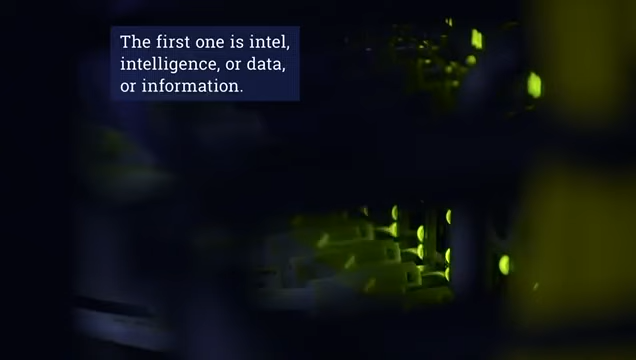 The first one is intel,
intelligence, or data,
or information.